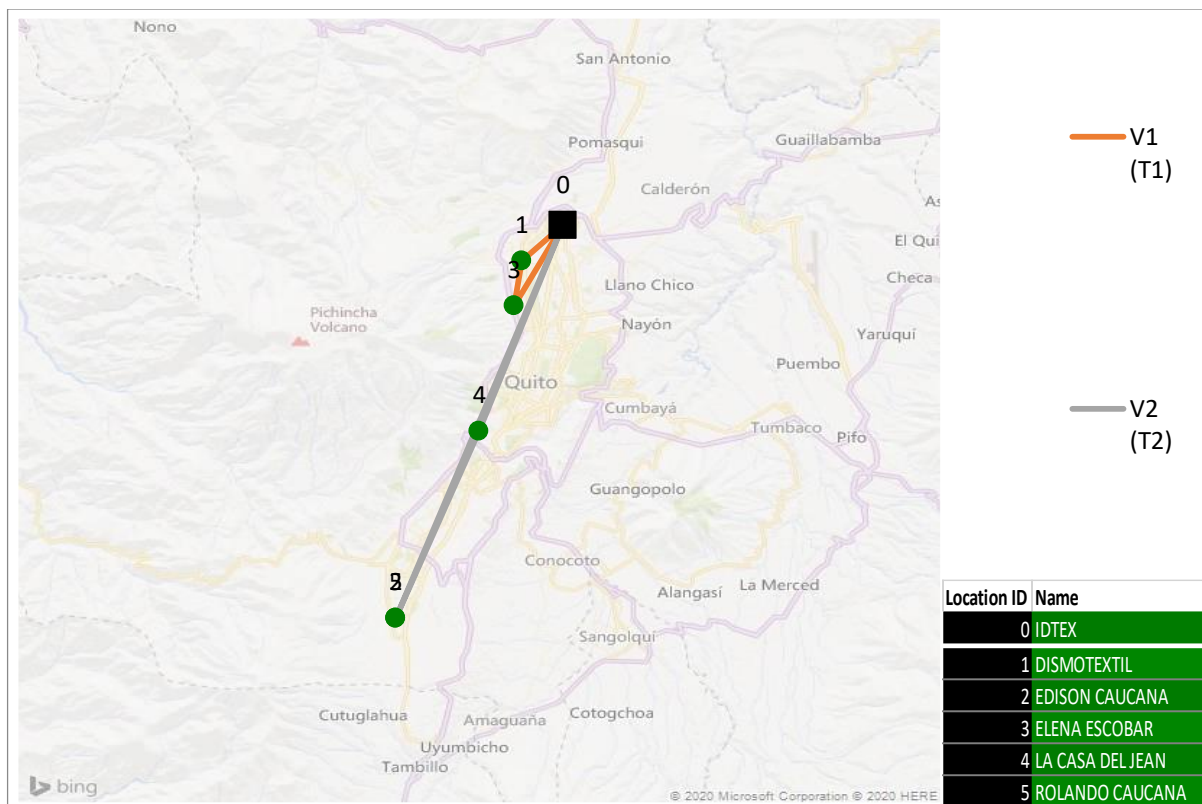 Nono
San Antonio
Pomasqui
Guaillabamba
V1
(T1)
0
Calderón
As
1
El Qui
3
Checa
Llano Chico
Pichincha
Volcano
Nayón
Yaruquí
Puembo
Quito
4
Cumbayá
V2
(T2)
Tumbaco
Pifo
Guangopolo
Conocoto
La Merced
Alangasí
Sangolquí
Cutuglahua
Amaguaña
Cotogchoa
Uyumbicho
Tambillo
bing
© 2020 Microsoft Corporation © 2020 HERE
Location ID Name
0 IDTEX
1 DISMOTEXTIL
2 EDISON CAUCANA
3 ELENA ESCOBAR
4 LA CASA DEL JEAN
5 ROLANDO CAUCANA